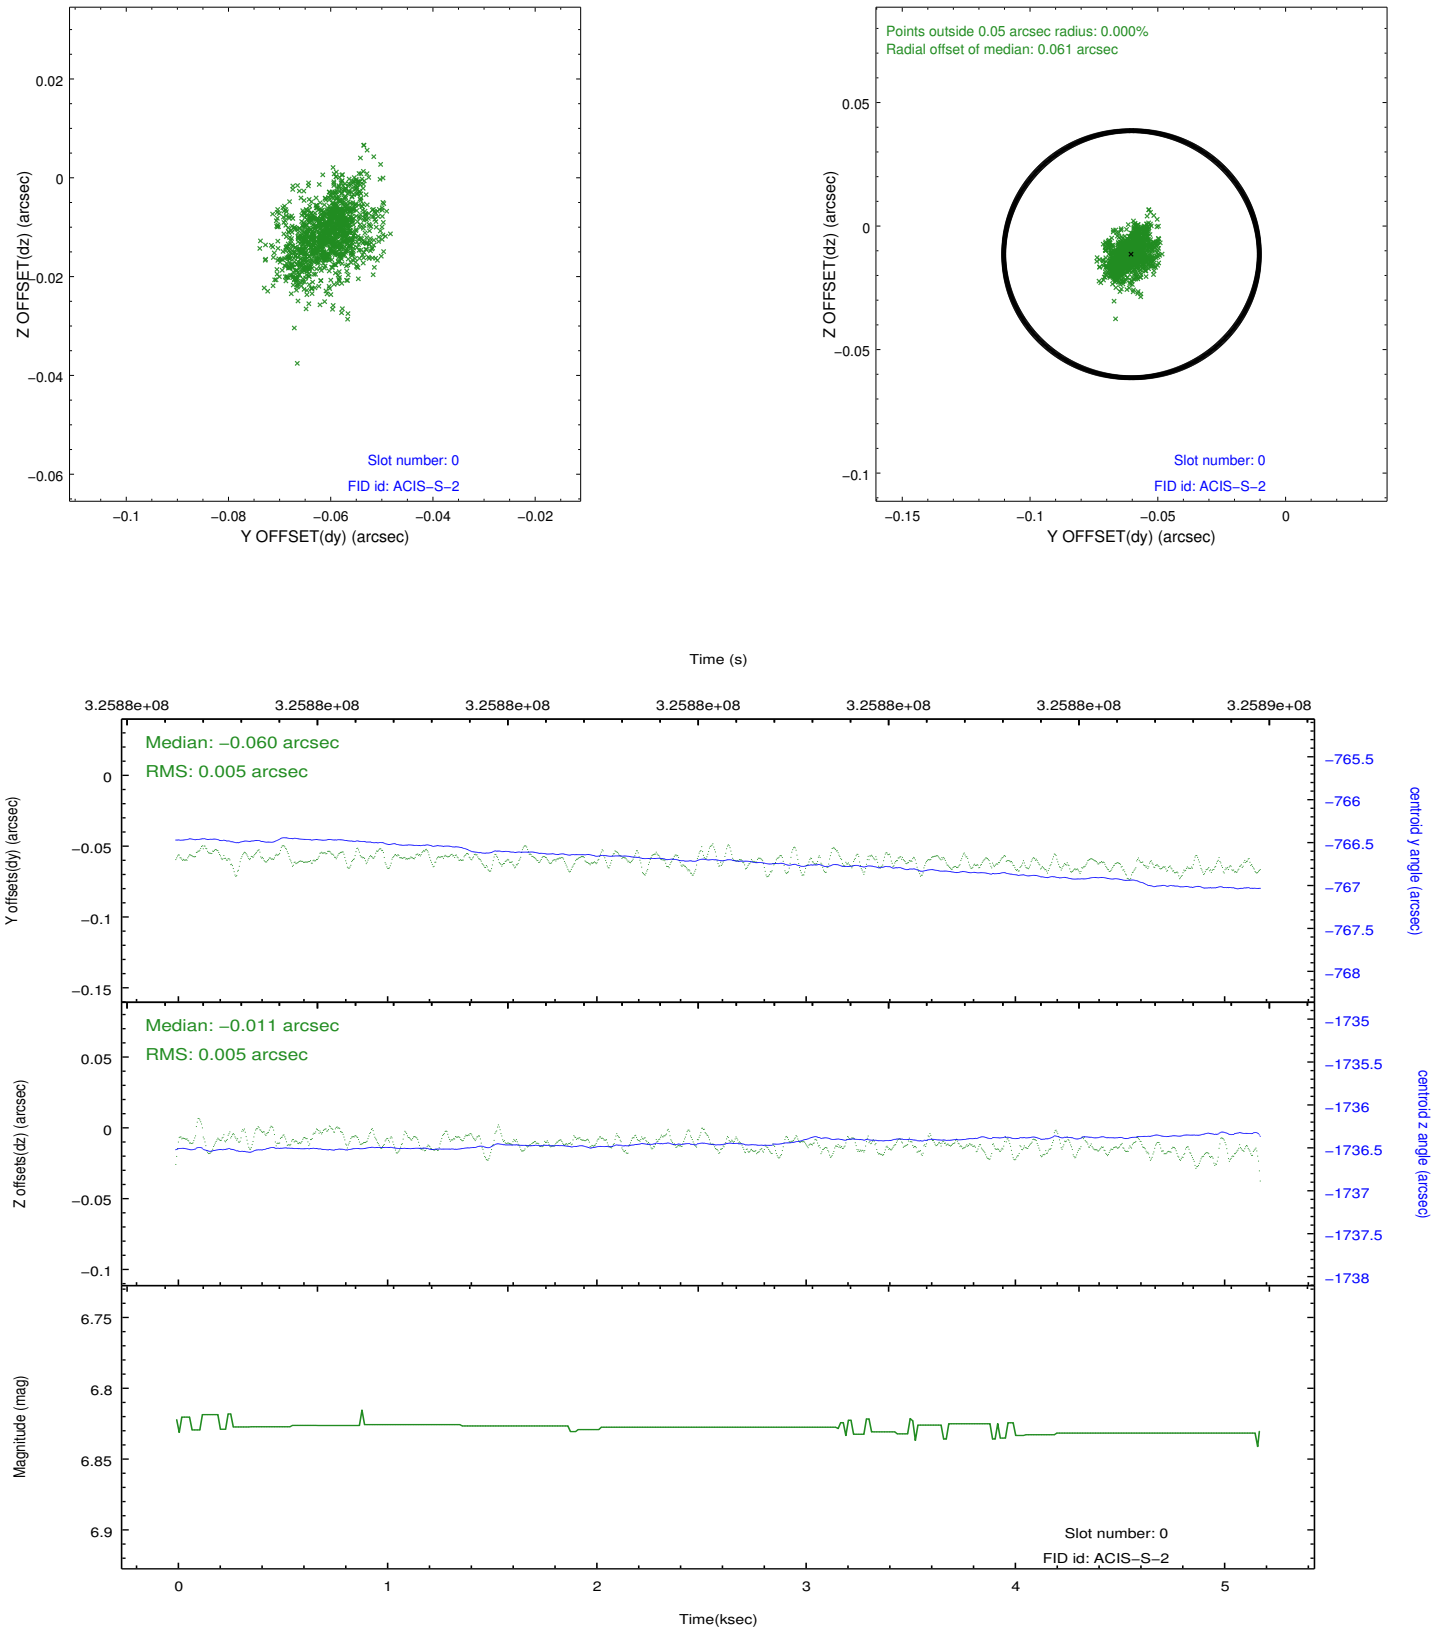 0.02
0
−0.02
−0.04
−0.06
Z OFFSET(dz) (arcsec)
Slot number: 0
FID id: ACIS−S−2
−0.1
−0.08
−0.06
−0.04
−0.02
Y OFFSET(dy) (arcsec)
Points outside 0.05 arcsec radius: 0.000%
Radial offset of median: 0.061 arcsec
0.05
0
−0.05
−0.1
Z OFFSET(dz) (arcsec)
Slot number: 0
FID id: ACIS−S−2
−0.15
−0.1
−0.05
0
Y OFFSET(dy) (arcsec)
Time (s)
3.2588e+08
3.2588e+08
3.2588e+08
3.2588e+08
3.2588e+08
3.2588e+08
3.2589e+08
Median: −0.060 arcsec
RMS: 0.005 arcsec
0
−0.05
−0.1
−0.15
Y offsets(dy) (arcsec)
−765.5
−766
−766.5
−767
−767.5
−768
centroid y angle (arcsec)
Median: −0.011 arcsec
RMS: 0.005 arcsec
0.05
0
−0.05
−0.1
Z offsets(dz) (arcsec)
−1735
−1735.5
−1736
−1736.5
−1737
−1737.5
−1738
centroid z angle (arcsec)
6.75
6.8
6.85
6.9
Magnitude (mag)
Slot number: 0
FID id: ACIS−S−2
0
1
2
3
4
5
Time(ksec)